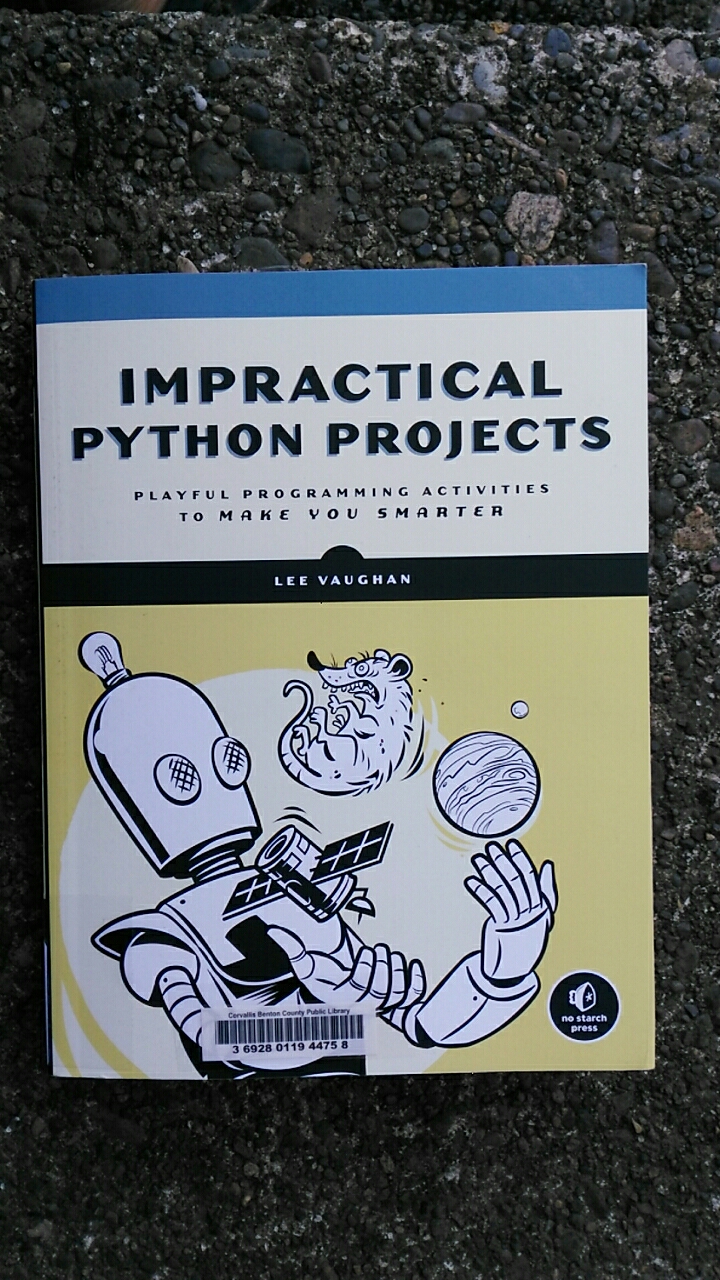 IMPRACTICAL
PYTHON PROJECTS
PLAYFUL PROGRAMMING ACTIVITIES
TO MAKE YOU SMARTER
LEE VAUGHAN
Corvallis Benton County Public Library
3 6928 0119 4475 8
no starch
press